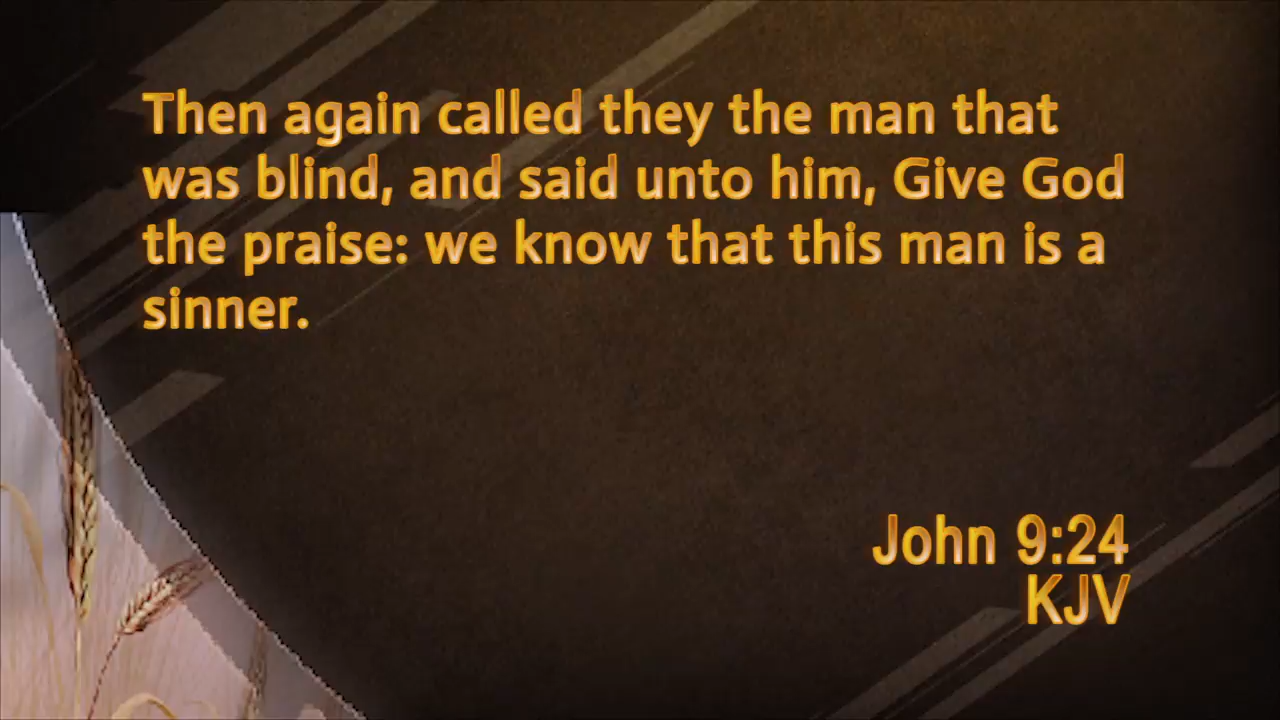 Then again called they the man that
was blind, and said unto him, Give God
the praise: we know that this man is a
sinner.
John 9:24
KJV